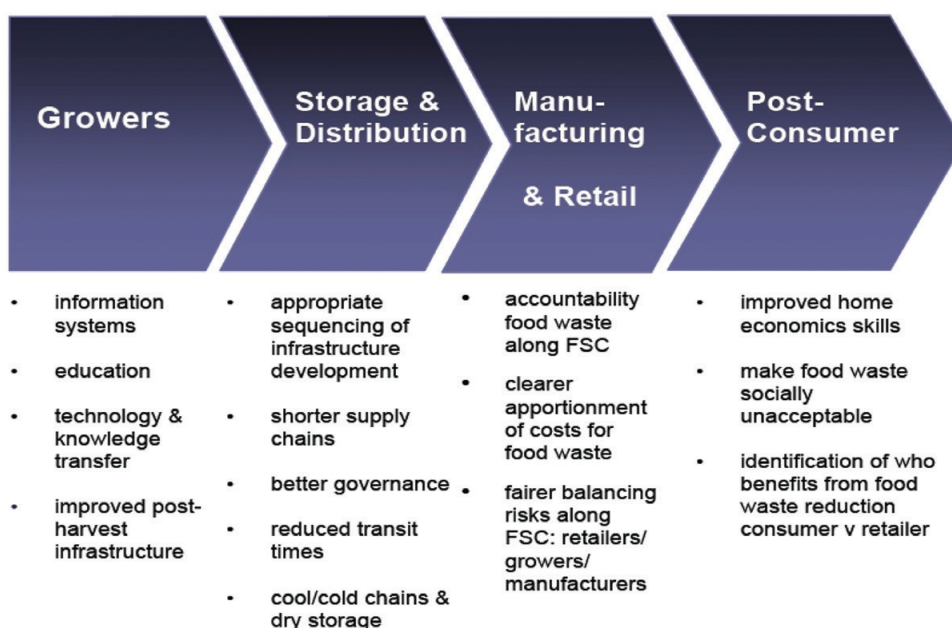 Growers
Storage &
Distribution
Manu-
facturing
& Retail
Post-
Consumer
• information
systems
• education
• technology &
knowledge
transfer
• improved post-
harvest
infrastructure
• appropriate
sequencing of
infrastructure
development
• shorter supply
chains
• better governance
• reduced transit
times
• cool/cold chains &
dry storage
• accountability
food waste
along FSC
• clearer
apportionment
of costs for
food waste
• fairer balancing
risks along
FSC: retailers/
growers/
manufacturers
• improved home
economics skills
• make food waste
socially
unacceptable
• identification of who
benefits from food
waste reduction
consumer v retailer